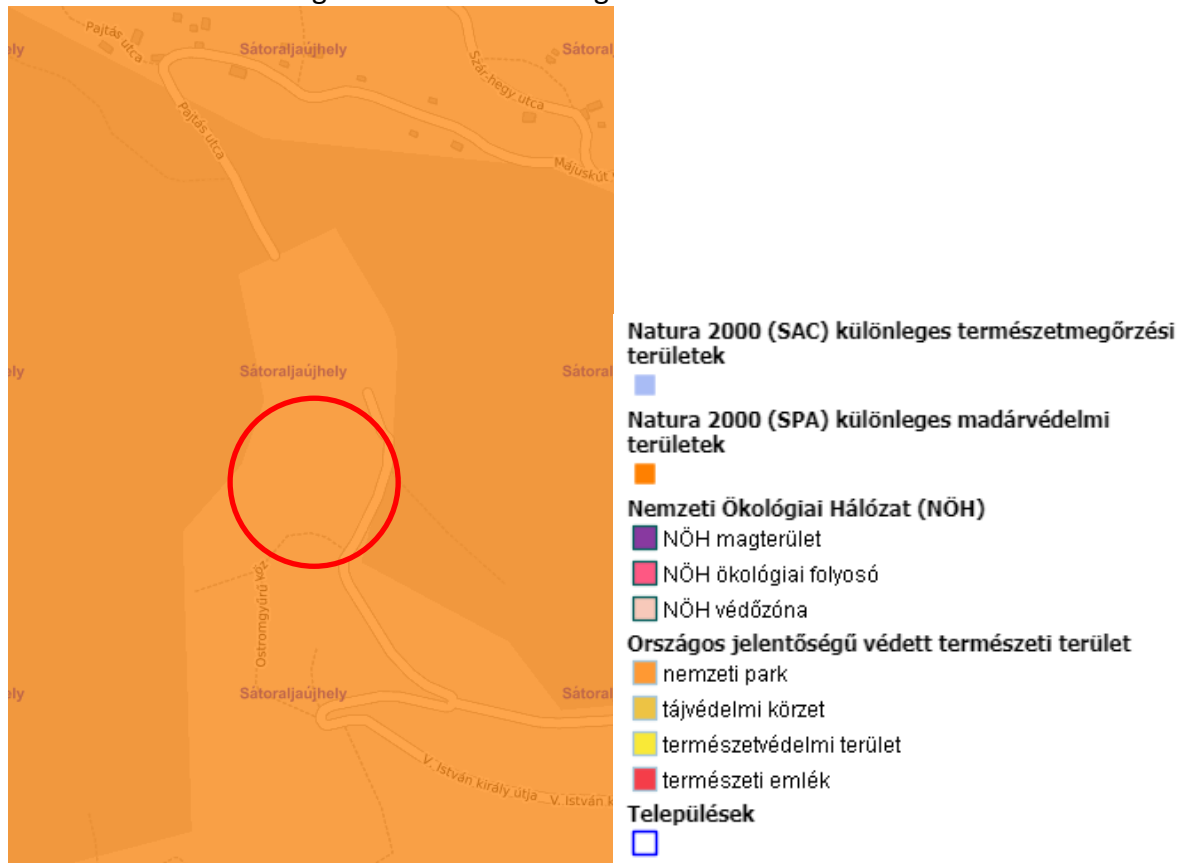 Pajtás utca
ely
Sátoraljaújhely
Sátoral
Szár-hegy utca
Pajtás utca
Májuskút
ely
Sátoraljaújhely
Sátoral
Ostromgyűrű köz
ely
Sátoraljaújhely
Sátoral
V. István király útja
V. István k
Natura 2000 (SAC) különleges természetmegőrzési
területek
Natura 2000 (SPA) különleges madárvédelmi
területek
Nemzeti Ökológiai Hálózat (NÖH)
NÖH magterület
NÖH ökológiai folyosó
NÖH védőzóna
Országos jelentőségű védett természeti terület
nemzeti park
tájvédelmi körzet
természetvédelmi terület
természeti emlék
Települések